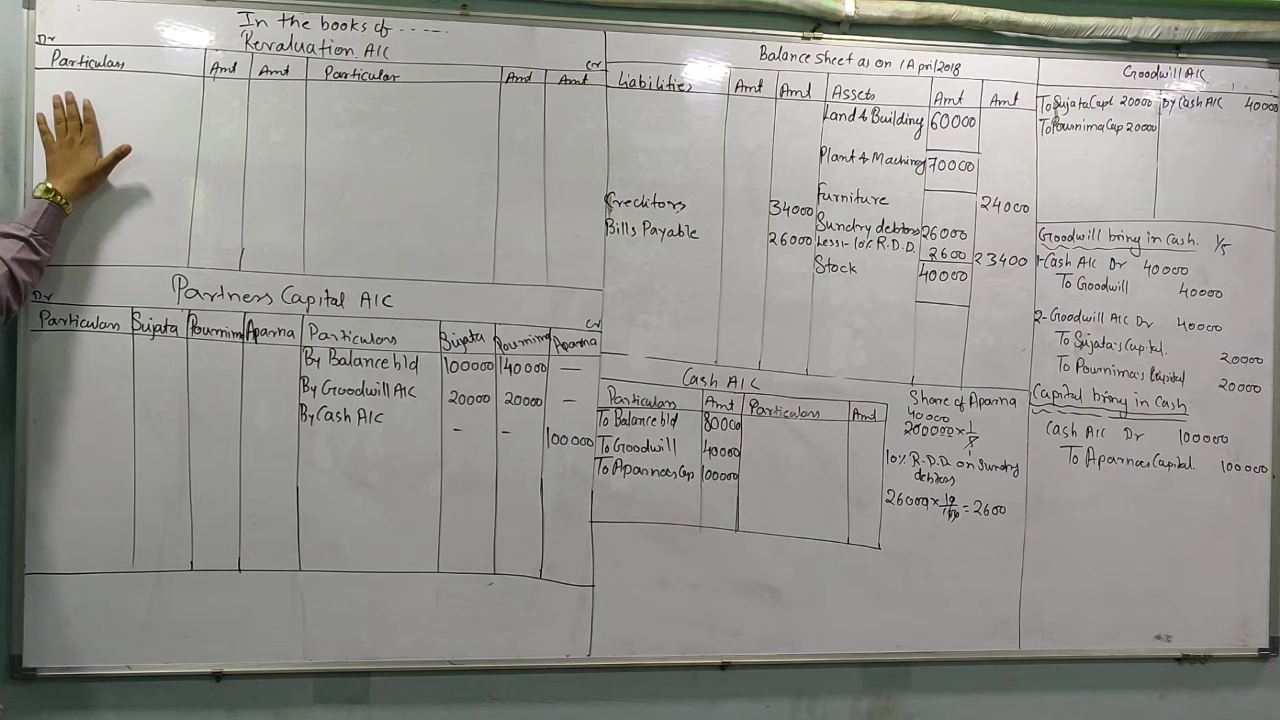 In the books of - - - - -
Revaluation A/C
Dr
Cr
Particulars Amt Amt Particular Amt Amt
Partners Capital A/C
Dr
Cr
Particulars Sujata Pournima Aparna Particulars Sujata Pournima Aparna
By Balance b/d 100000 140000 —
By Goodwill A/C 20000 20000 —
By Cash A/C - - 100000
Balance sheet as on 1 April 2018
Liabilities Amt Amt Assets Amt Amt
Land & Building 60000
Plant & Machinery 70000
Furniture 24000
Creditors 34000 Sundry debtors 26000
Bills Payable 26000 Less:- 10% R.D.D. 2600 23400
Stock 40000
Cash A/C
Particulars Amt Particulars Amt
To Balance b/d 80000
To Goodwill 40000
To Aparnaes Cap 100000
Share of Aparna
40000
200000 × 1/5
10% R.D.D. on Sundry
debtors
26000 × 10/100 = 2600
Goodwill A/C
To Sujata Capt 20000 By Cash A/C 40000
To Pournima Cap 20000
Goodwill bring in Cash. 1/5
1- Cash A/C Dr 40000
To Goodwill 40000
2- Goodwill A/C Dr 40000
To Sujata's Capital. 20000
To Pournima's Capital 20000
Capital bring in Cash
Cash A/C Dr 100000
To Aparnaes Capital. 100000